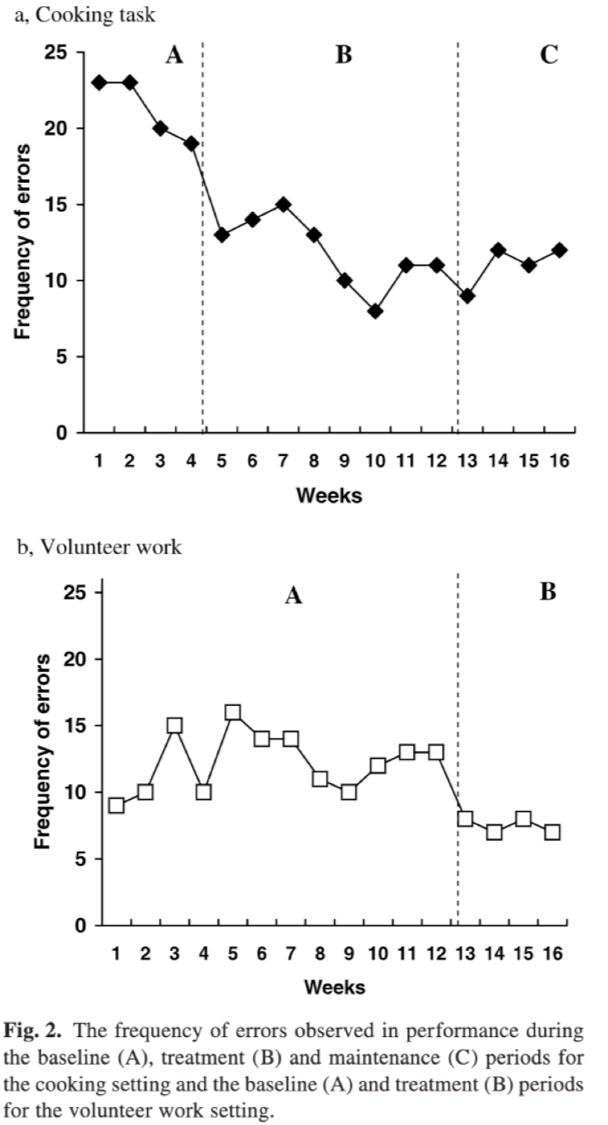 a, Cooking task
A
B
C
25
20
15
10
5
0
Frequency of errors
1 2 3 4 5 6 7 8 9 10 11 12 13 14 15 16
Weeks
b, Volunteer work
A
B
25
20
15
10
5
0
Frequency of errors
1 2 3 4 5 6 7 8 9 10 11 12 13 14 15 16
Weeks
Fig. 2. The frequency of errors observed in performance during
the baseline (A), treatment (B) and maintenance (C) periods for
the cooking setting and the baseline (A) and treatment (B) periods
for the volunteer work setting.